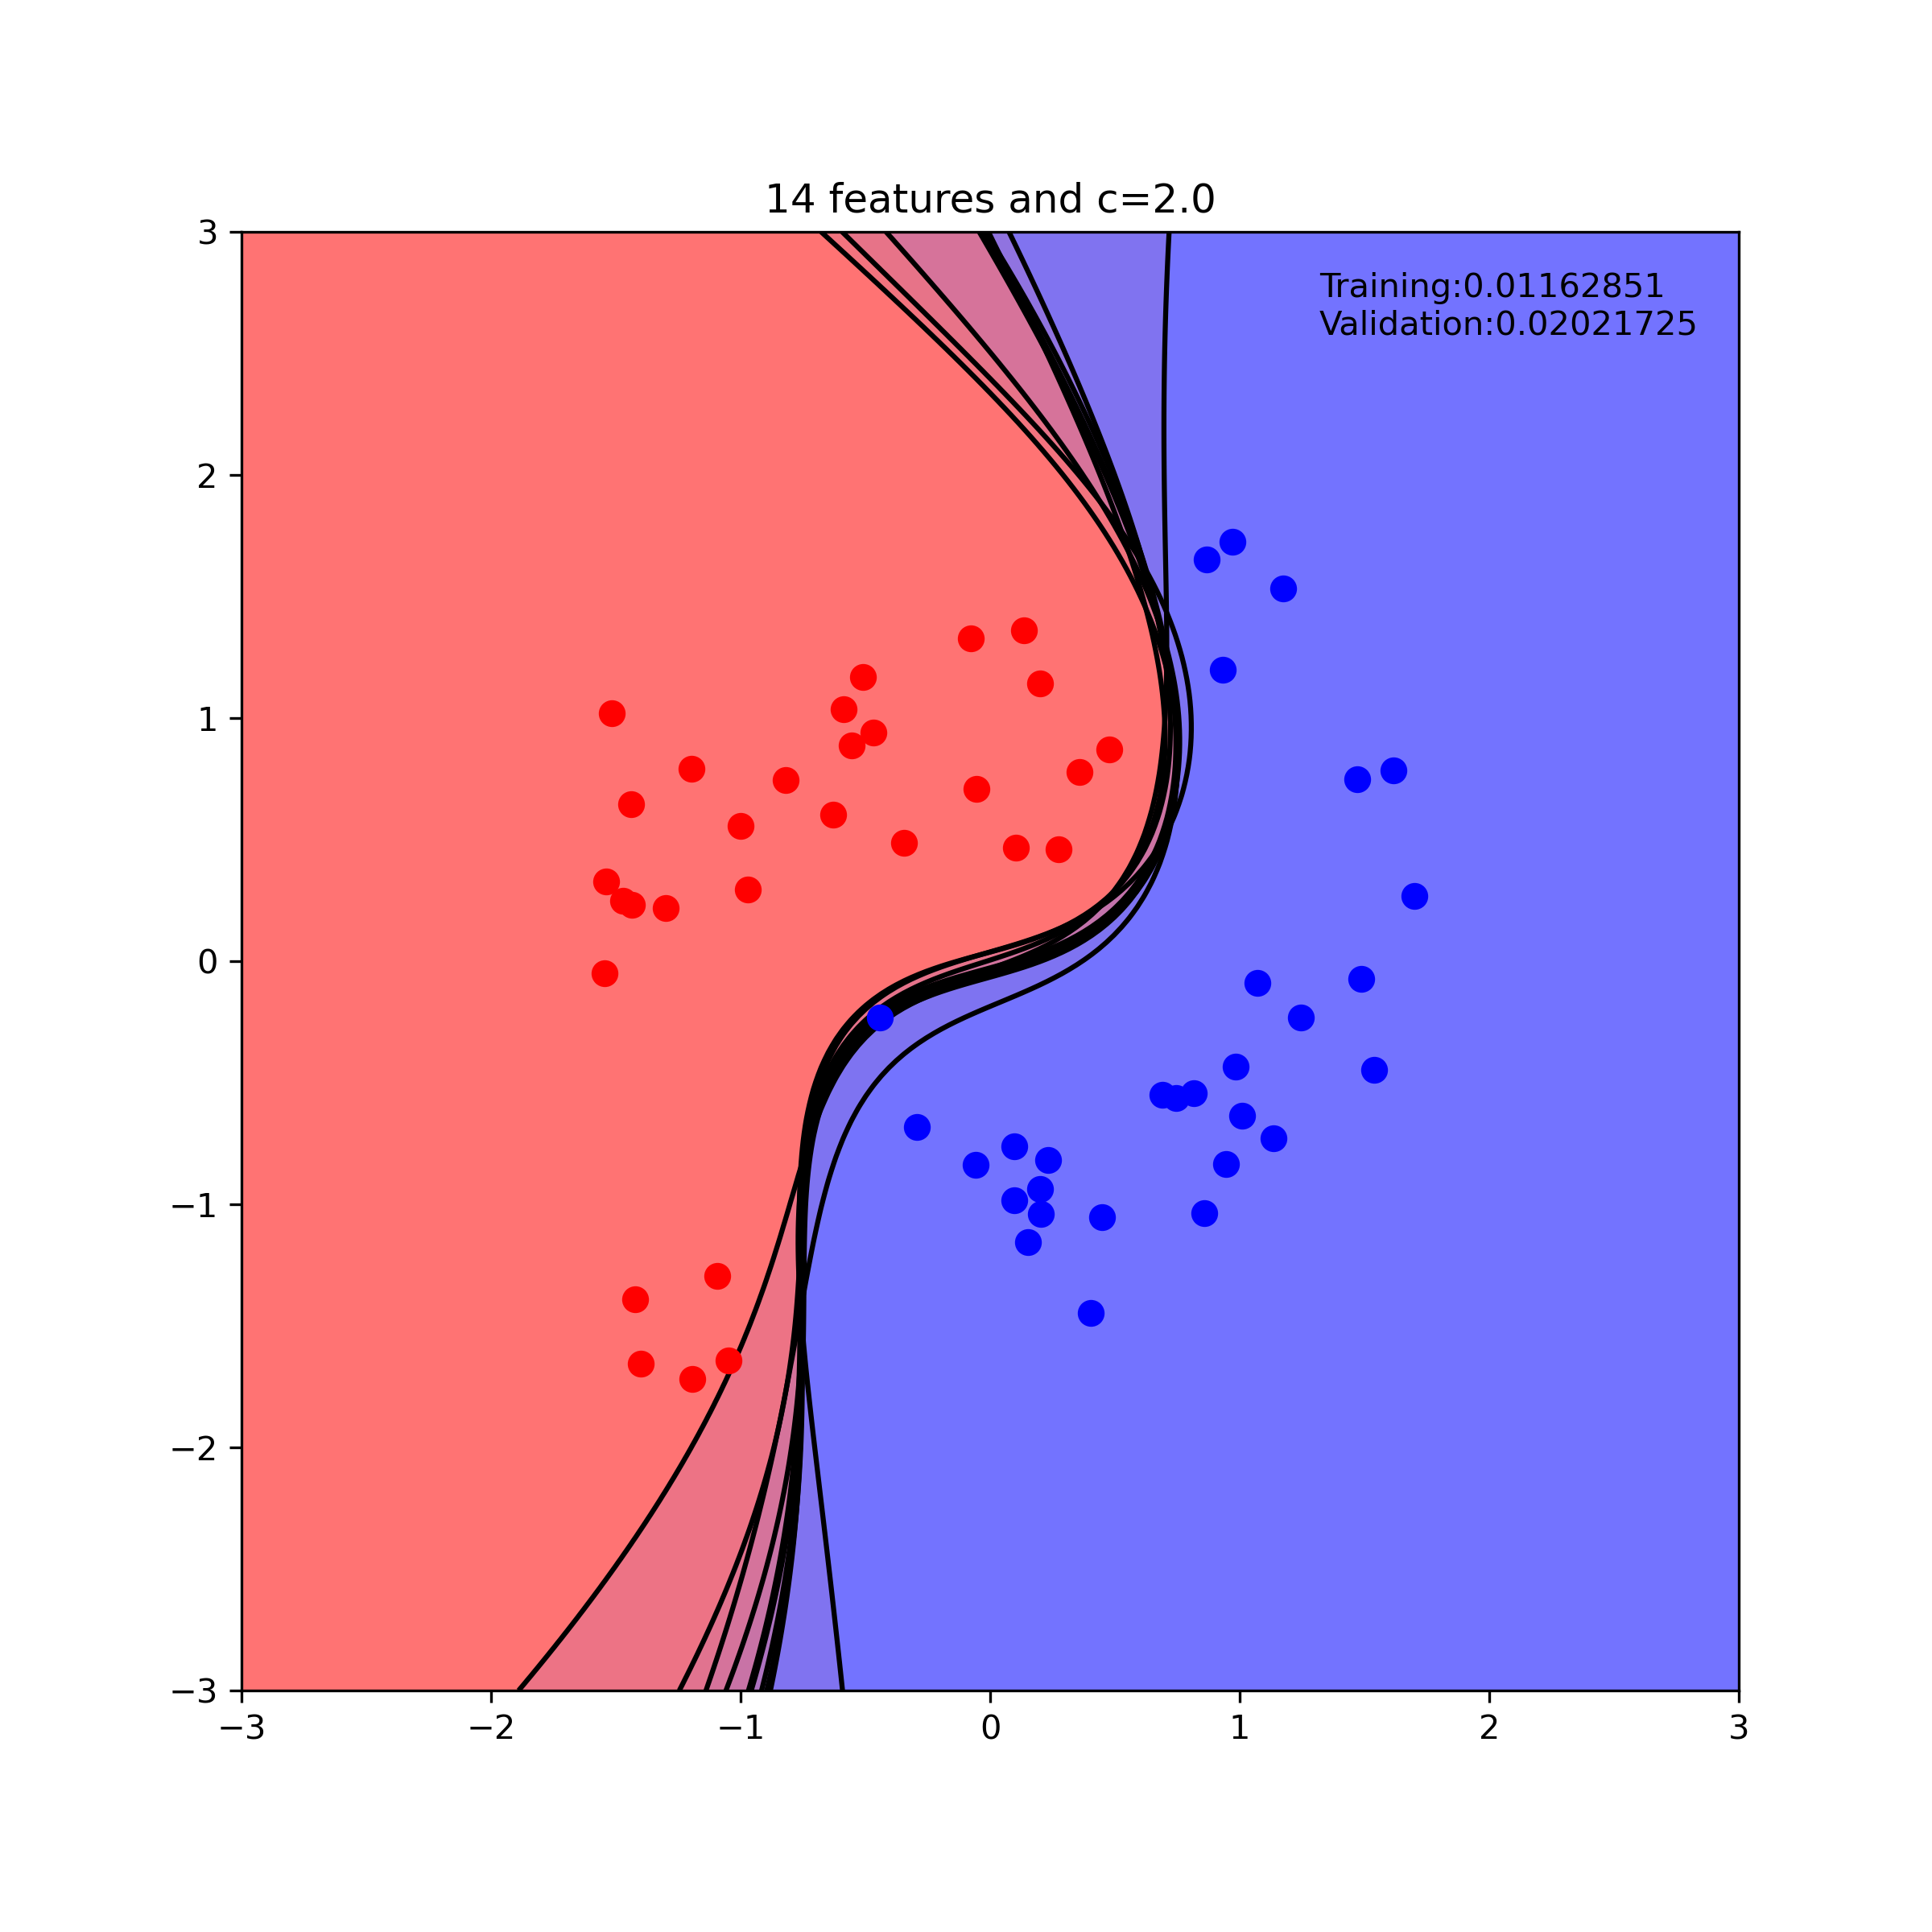 14 features and c=2.0
Training:0.01162851
Validation:0.02021725
3
2
1
0
−1
−2
−3
−3 −2 −1 0 1 2 3